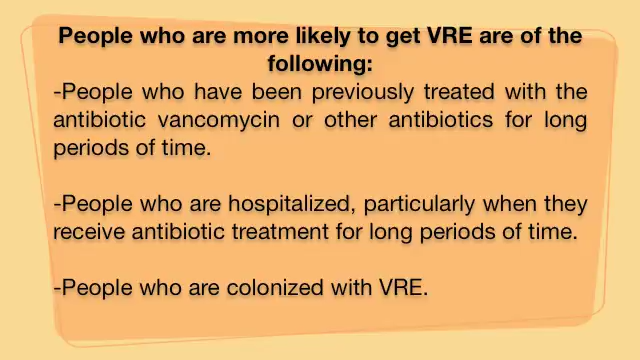 People who are more likely to get VRE are of the
following:
-People who have been previously treated with the
antibiotic vancomycin or other antibiotics for long
periods of time.
-People who are hospitalized, particularly when they
receive antibiotic treatment for long periods of time.
-People who are colonized with VRE.